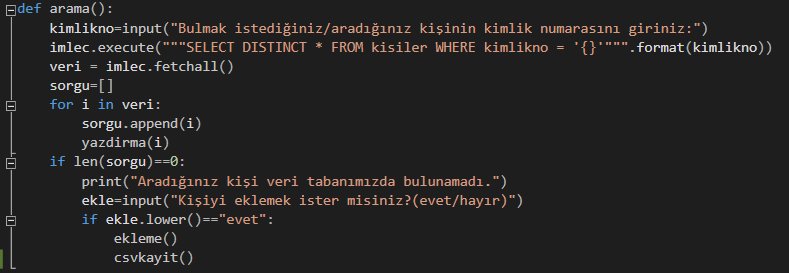 def arama():
    kimlikno=input("Bulmak istediğiniz/aradığınız kişinin kimlik numarasını giriniz:")
    imlec.execute("""SELECT DISTINCT * FROM kisiler WHERE kimlikno = '{}'""".format(kimlikno))
    veri = imlec.fetchall()
    sorgu=[]
    for i in veri:
        sorgu.append(i)
        yazdirma(i)
    if len(sorgu)==0:
        print("Aradığınız kişi veri tabanımızda bulunamadı.")
        ekle=input("Kişiyi eklemek ister misiniz?(evet/hayır)")
        if ekle.lower()=="evet":
            ekleme()
            csvkayit()